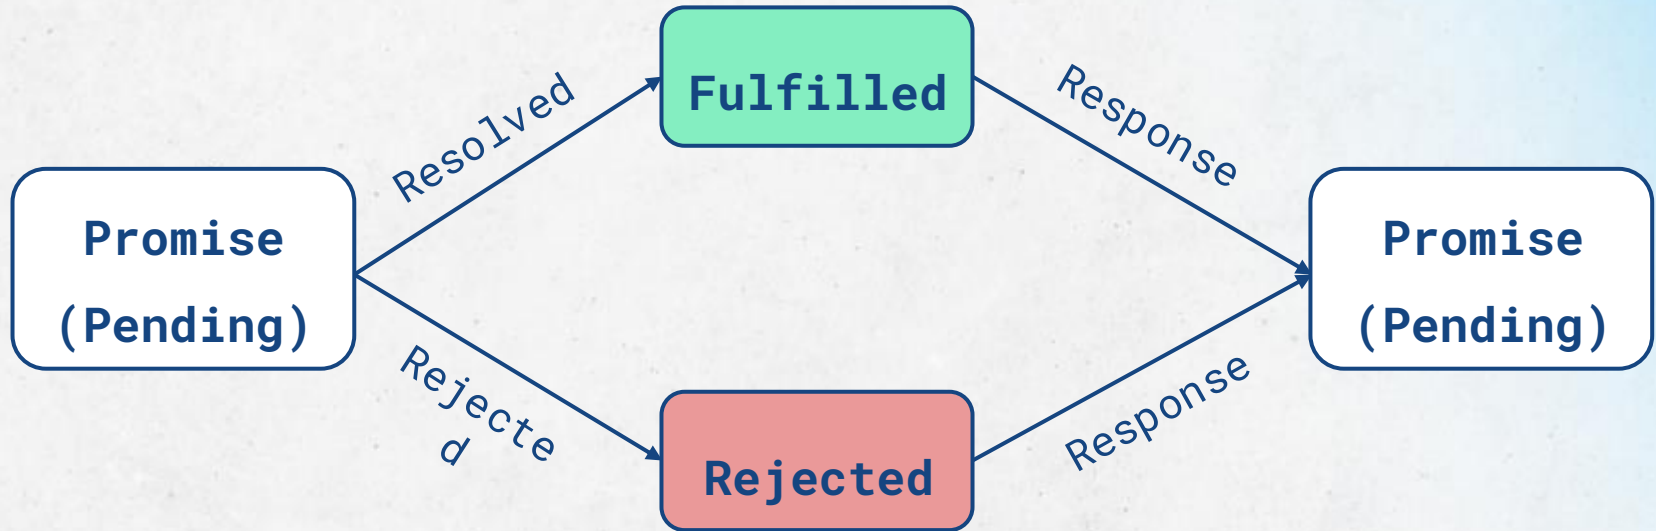 Promise
(Pending)
Resolved
Rejecte
d
Fulfilled
Rejected
Response
Response
Promise
(Pending)